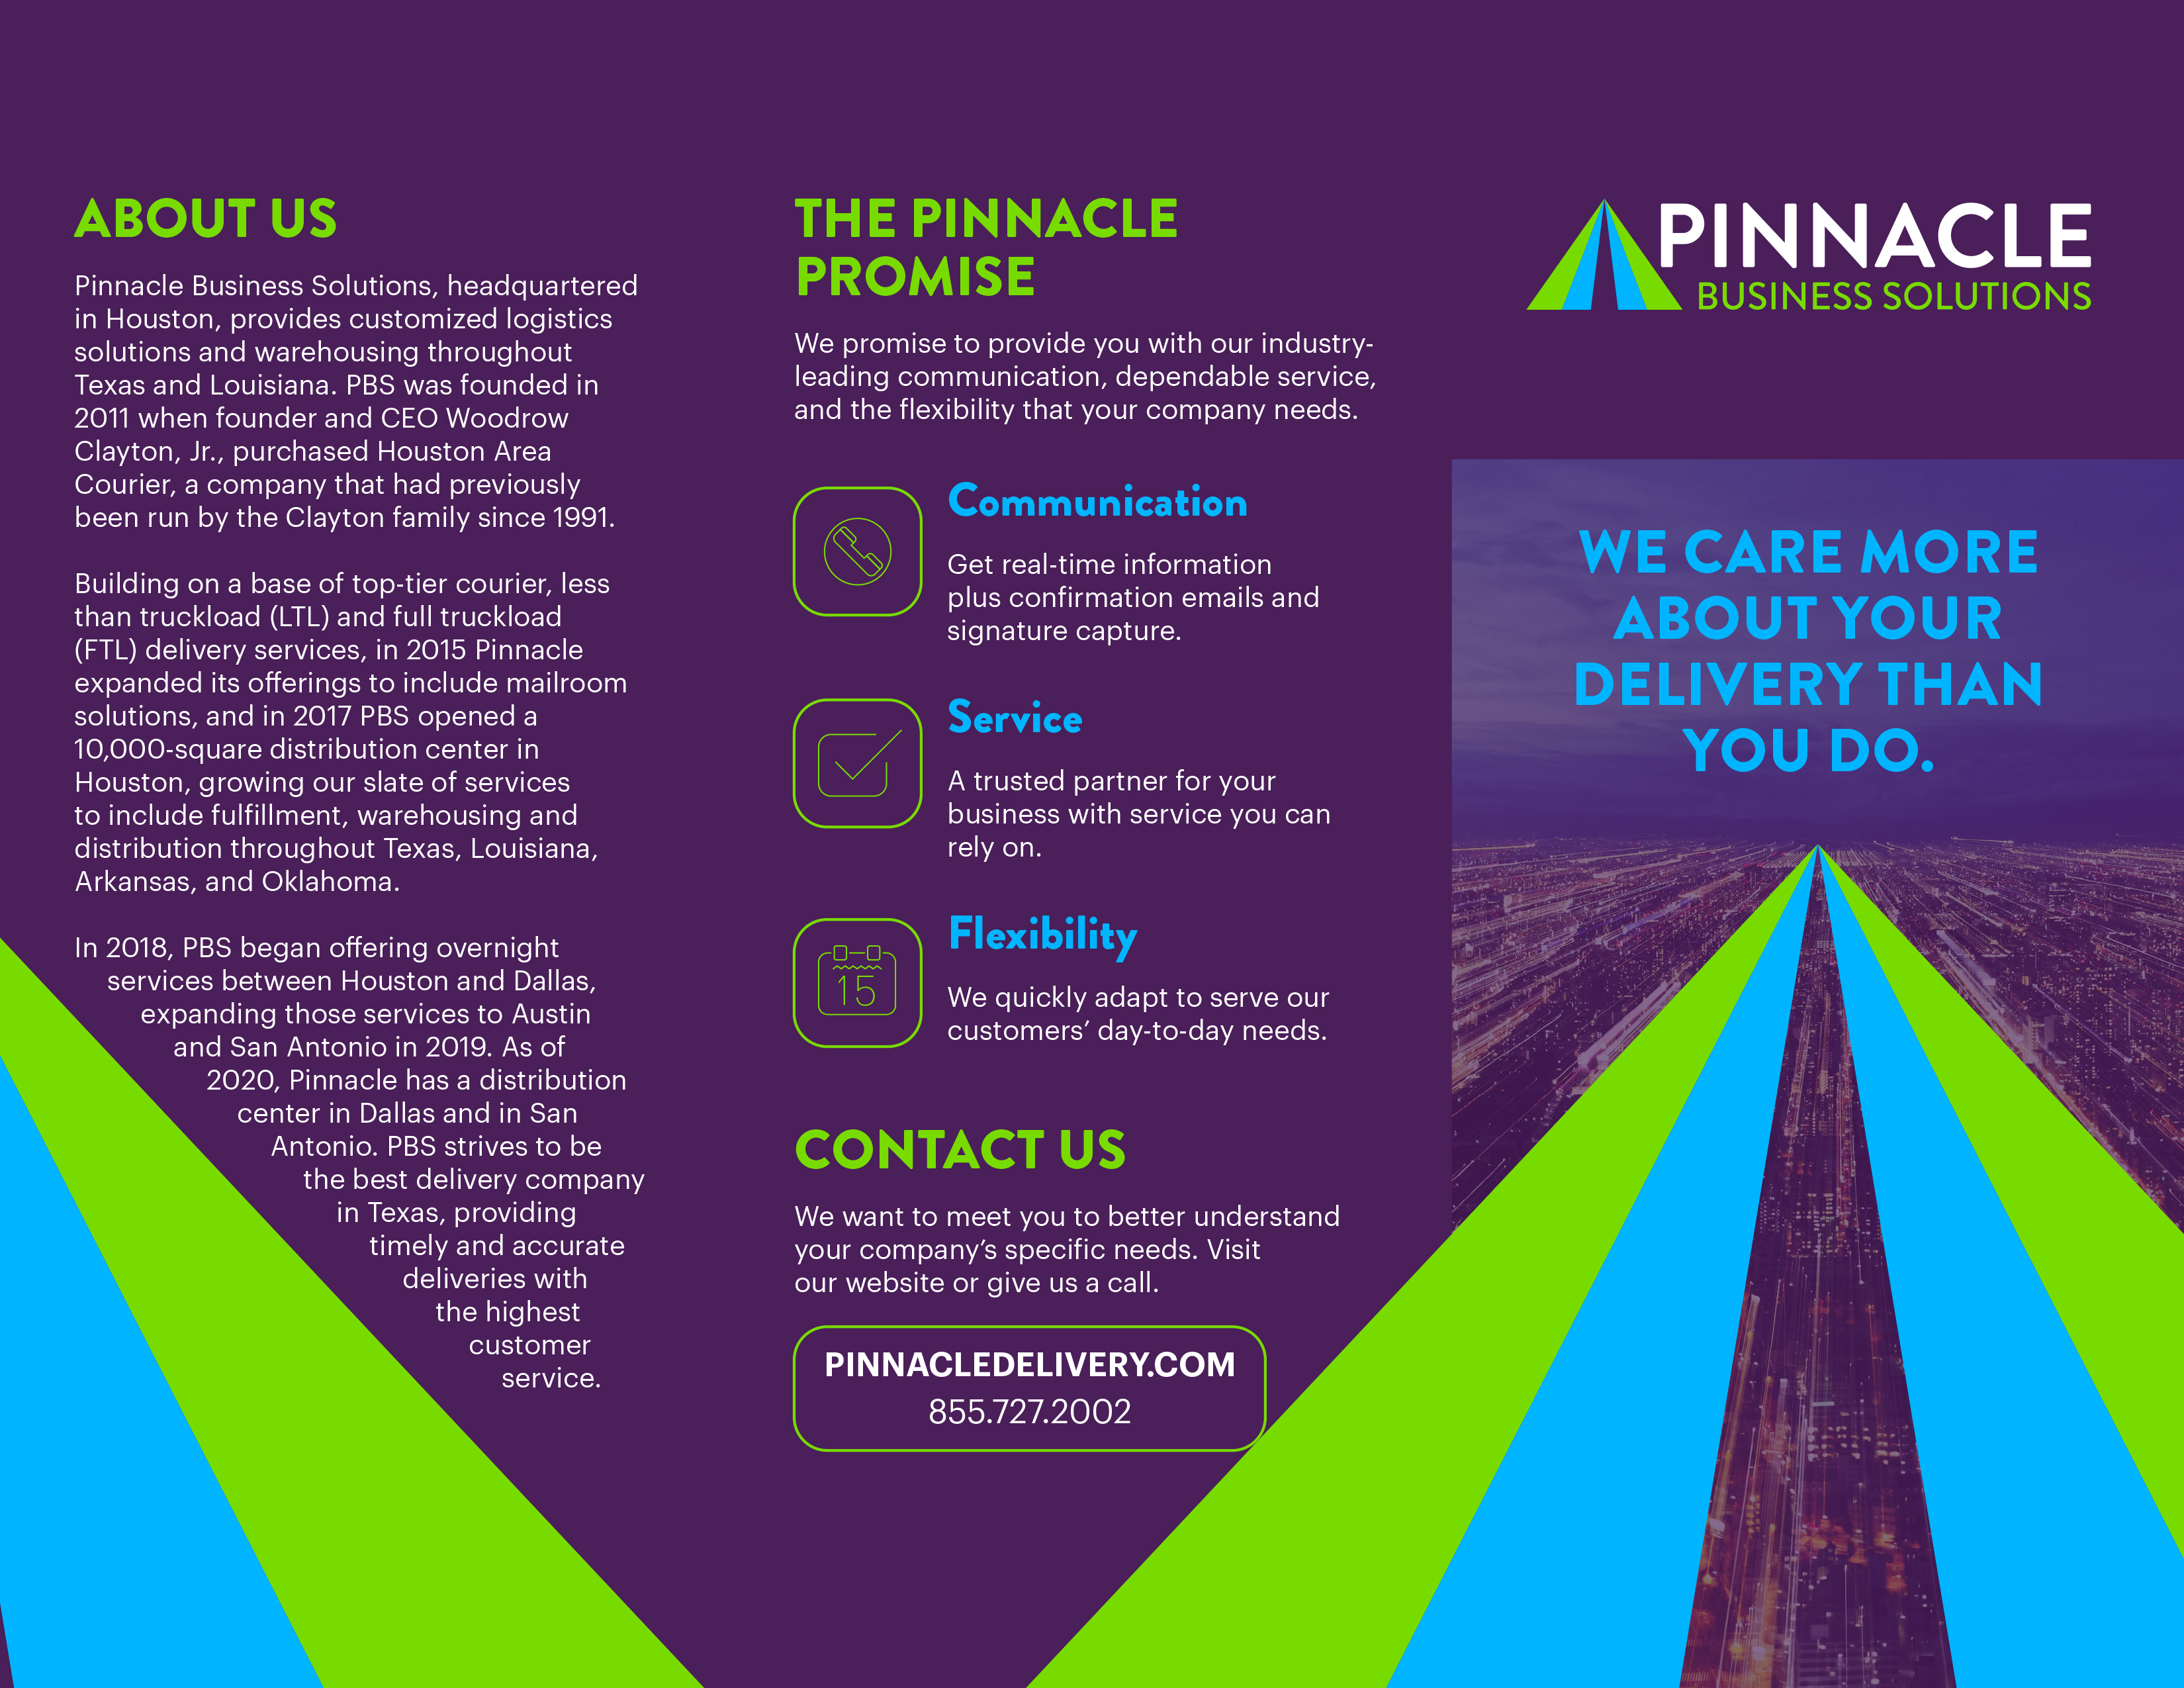 ABOUT US
Pinnacle Business Solutions, headquartered
in Houston, provides customized logistics
solutions and warehousing throughout
Texas and Louisiana. PBS was founded in
2011 when founder and CEO Woodrow
Clayton, Jr., purchased Houston Area
Courier, a company that had previously
been run by the Clayton family since 1991.
Building on a base of top-tier courier, less
than truckload (LTL) and full truckload
(FTL) delivery services, in 2015 Pinnacle
expanded its offerings to include mailroom
solutions, and in 2017 PBS opened a
10,000-square distribution center in
Houston, growing our slate of services
to include fulfillment, warehousing and
distribution throughout Texas, Louisiana,
Arkansas, and Oklahoma.
In 2018, PBS began offering overnight
services between Houston and Dallas,
expanding those services to Austin
and San Antonio in 2019. As of
2020, Pinnacle has a distribution
center in Dallas and in San
Antonio. PBS strives to be
the best delivery company
in Texas, providing
timely and accurate
deliveries with
the highest
customer
service.
THE PINNACLE
PROMISE
We promise to provide you with our industry-
leading communication, dependable service,
and the flexibility that your company needs.
Communication
Get real-time information
plus confirmation emails and
signature capture.
Service
A trusted partner for your
business with service you can
rely on.
15
Flexibility
We quickly adapt to serve our
customers’ day-to-day needs.
CONTACT US
We want to meet you to better understand
your company’s specific needs. Visit
our website or give us a call.
PINNACLEDELIVERY.COM
855.727.2002
PINNACLE
BUSINESS SOLUTIONS
WE CARE MORE
ABOUT YOUR
DELIVERY THAN
YOU DO.